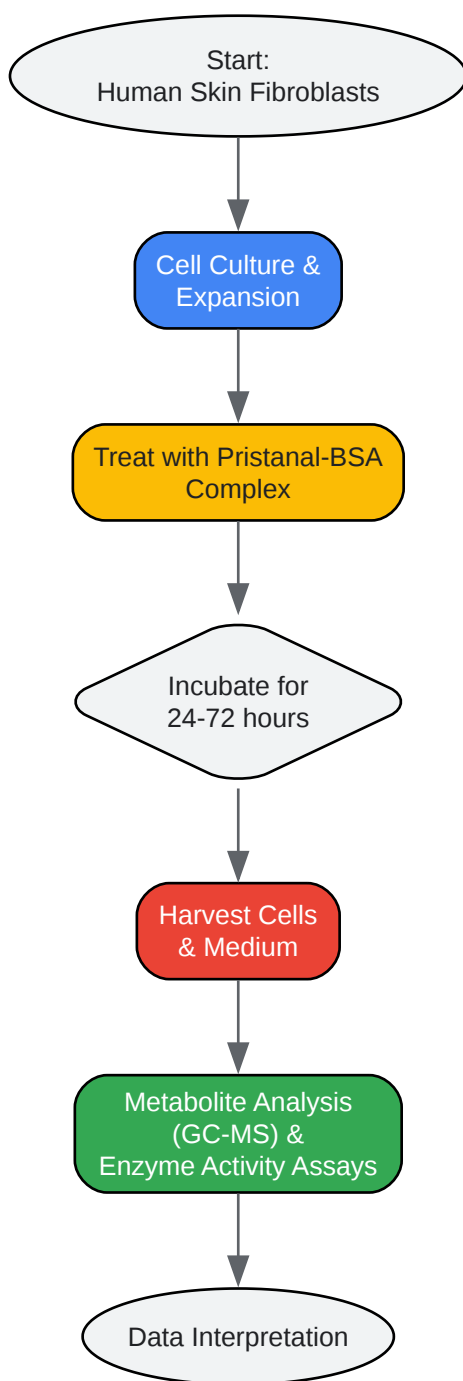 Start:
Human Skin Fibroblasts
Cell Culture &
Expansion
Treat with Pristanal-BSA
Complex
Incubate for
24-72 hours
Harvest Cells
& Medium
Metabolite Analysis
(GC-MS) &
Enzyme Activity Assays
Data Interpretation